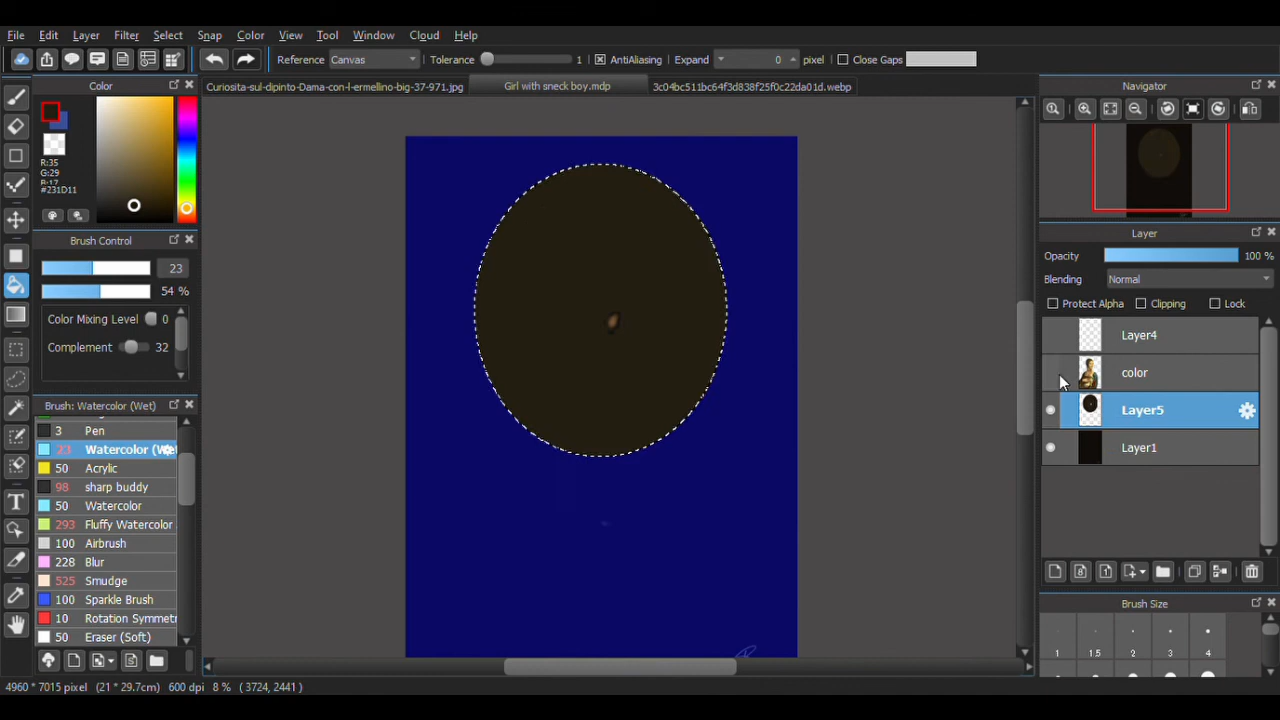 File Edit Layer Filter Select Snap Color View Tool Window Cloud Help
Reference Canvas Tolerance 1 AntiAliasing Expand 0 pixel Close Gaps
Color
Curiosita-sul-dipinto-Dama-con-l-ermellino-big-37-971.jpg
Girl with sneck boy.mdp
3c04bc511bc64f3d838f25f0c22da01d.webp
R:35
G:29
B:17
#231D11
Brush Control
23
54 %
Color Mixing Level 0
Complement 32
Brush: Watercolor (Wet)
3 Pen
23 Watercolor (Wet
50 Acrylic
98 sharp buddy
50 Watercolor
293 Fluffy Watercolor
100 Airbrush
228 Blur
525 Smudge
100 Sparkle Brush
10 Rotation Symmetr
50 Eraser (Soft)
Navigator
Layer
Opacity 100 %
Blending Normal
Protect Alpha Clipping Lock
Layer4
color
Layer5
Layer1
Brush Size
1 1.5 2 3 4
4960 * 7015 pixel (21 * 29.7cm) 600 dpi 8 % ( 3724, 2441 )